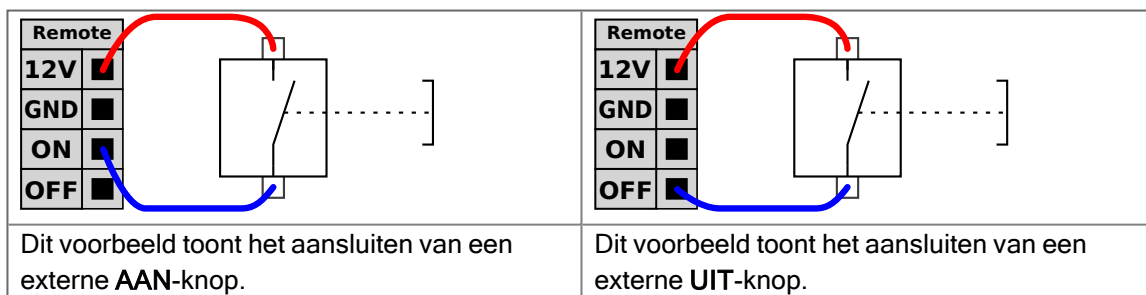 Remote
12V
GND
ON
OFF
Remote
12V
GND
ON
OFF
Dit voorbeeld toont het aansluiten van een
externe AAN-knop.
Dit voorbeeld toont het aansluiten van een
externe UIT-knop.